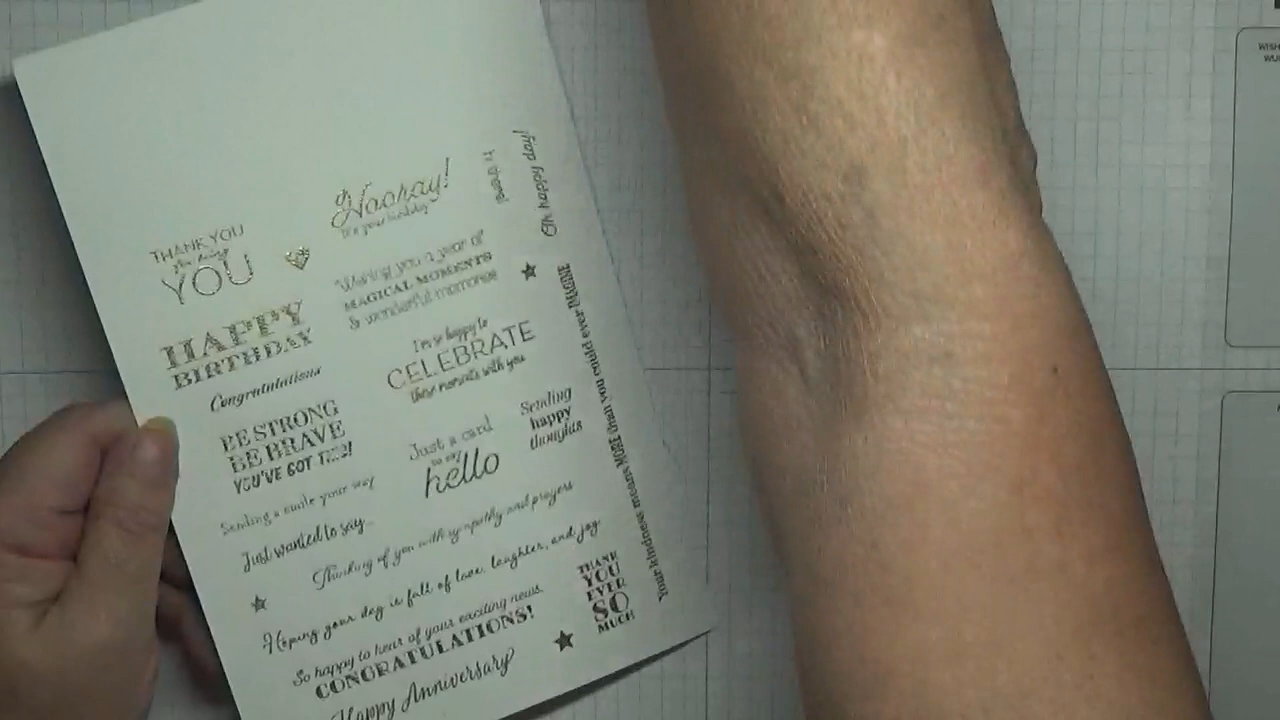 Hooray!
it's your birthday
Oh happy day!
THANK YOU
for being
YOU
Wishing you a year of
MAGICAL MOMENTS
& wonderful memories
HAPPY
BIRTHDAY
I'm so happy to
CELEBRATE
these moments with you
Congratulations
BE STRONG
BE BRAVE
YOU'VE GOT THIS!
Just a card
to say
hello
Sending
happy
thoughts
Your kindness means MORE than you could ever IMAGINE
Sending a smile your way
Just wanted to say...
Thinking of you with sympathy and prayers
Hoping your day is full of love, laughter, and joy.
THANK
YOU
EVER
SO
MUCH
So happy to hear of your exciting news.
CONGRATULATIONS!
Happy Anniversary
WISH